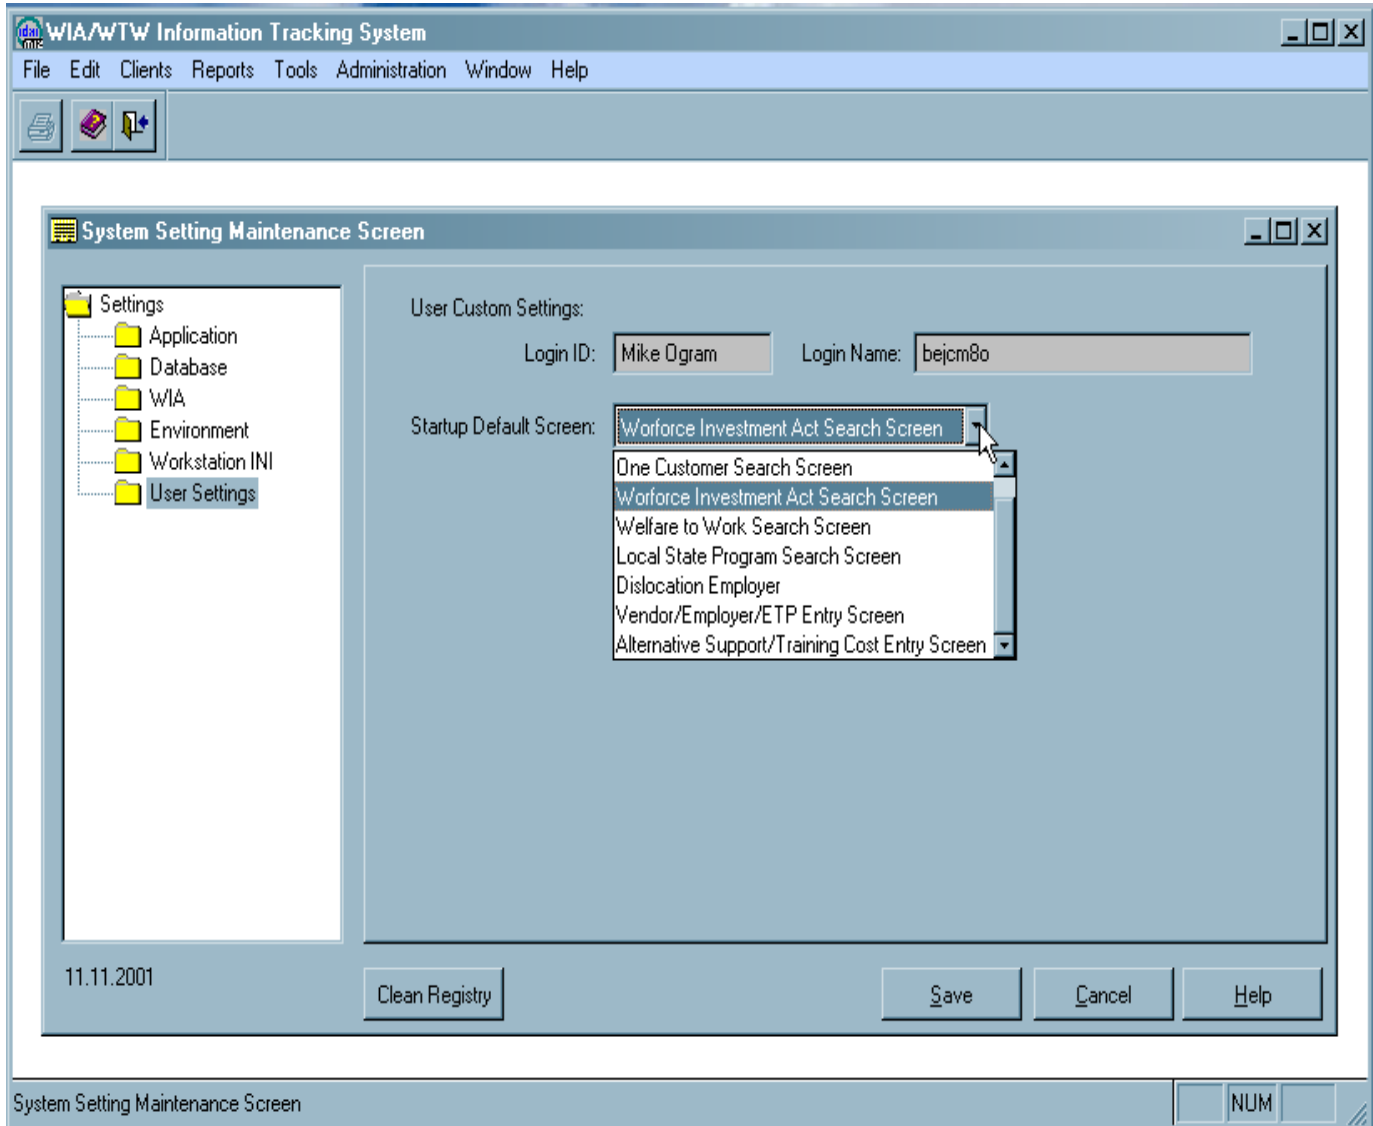 WIA/WTW Information Tracking System
File Edit Clients Reports Tools Administration Window Help
System Setting Maintenance Screen
Settings
Application
Database
WIA
Environment
Workstation INI
User Settings
User Custom Settings:
Login ID: Mike Ogram Login Name: bejcm8o
Startup Default Screen: Worforce Investment Act Search Screen
One Customer Search Screen
Worforce Investment Act Search Screen
Welfare to Work Search Screen
Local State Program Search Screen
Dislocation Employer
Vendor/Employer/ETP Entry Screen
Alternative Support/Training Cost Entry Screen
11.11.2001
Clean Registry Save Cancel Help
System Setting Maintenance Screen NUM